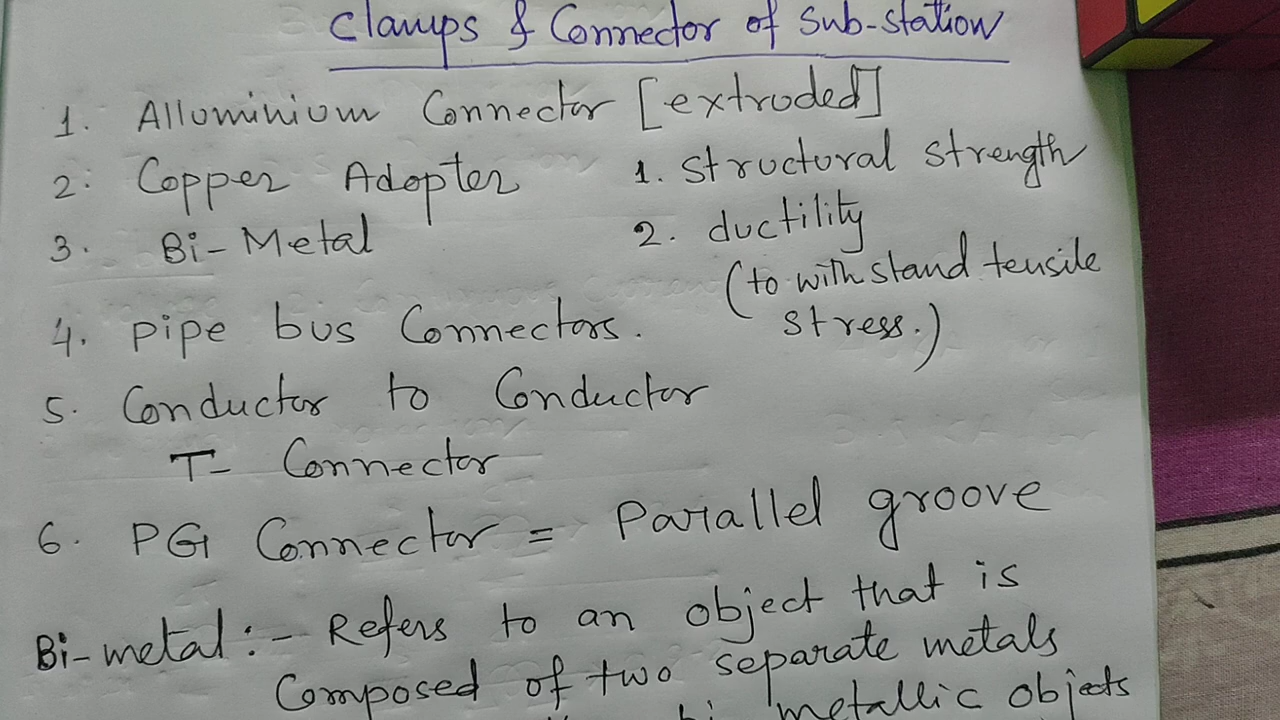 Clamps & Connector of Sub-station
1. Alluminium Connector [extruded]
2. Copper Adopter
1. Structural strength
3. Bi-Metal
2. ductility
(to withstand tensile
stress.)
4. pipe bus Connectors.
5. Conductor to Conductor
T- Connector
6. PG Connector = Parallel groove
Bi-metal :- Refers to an object that is
Composed of two separate metals
metallic objects